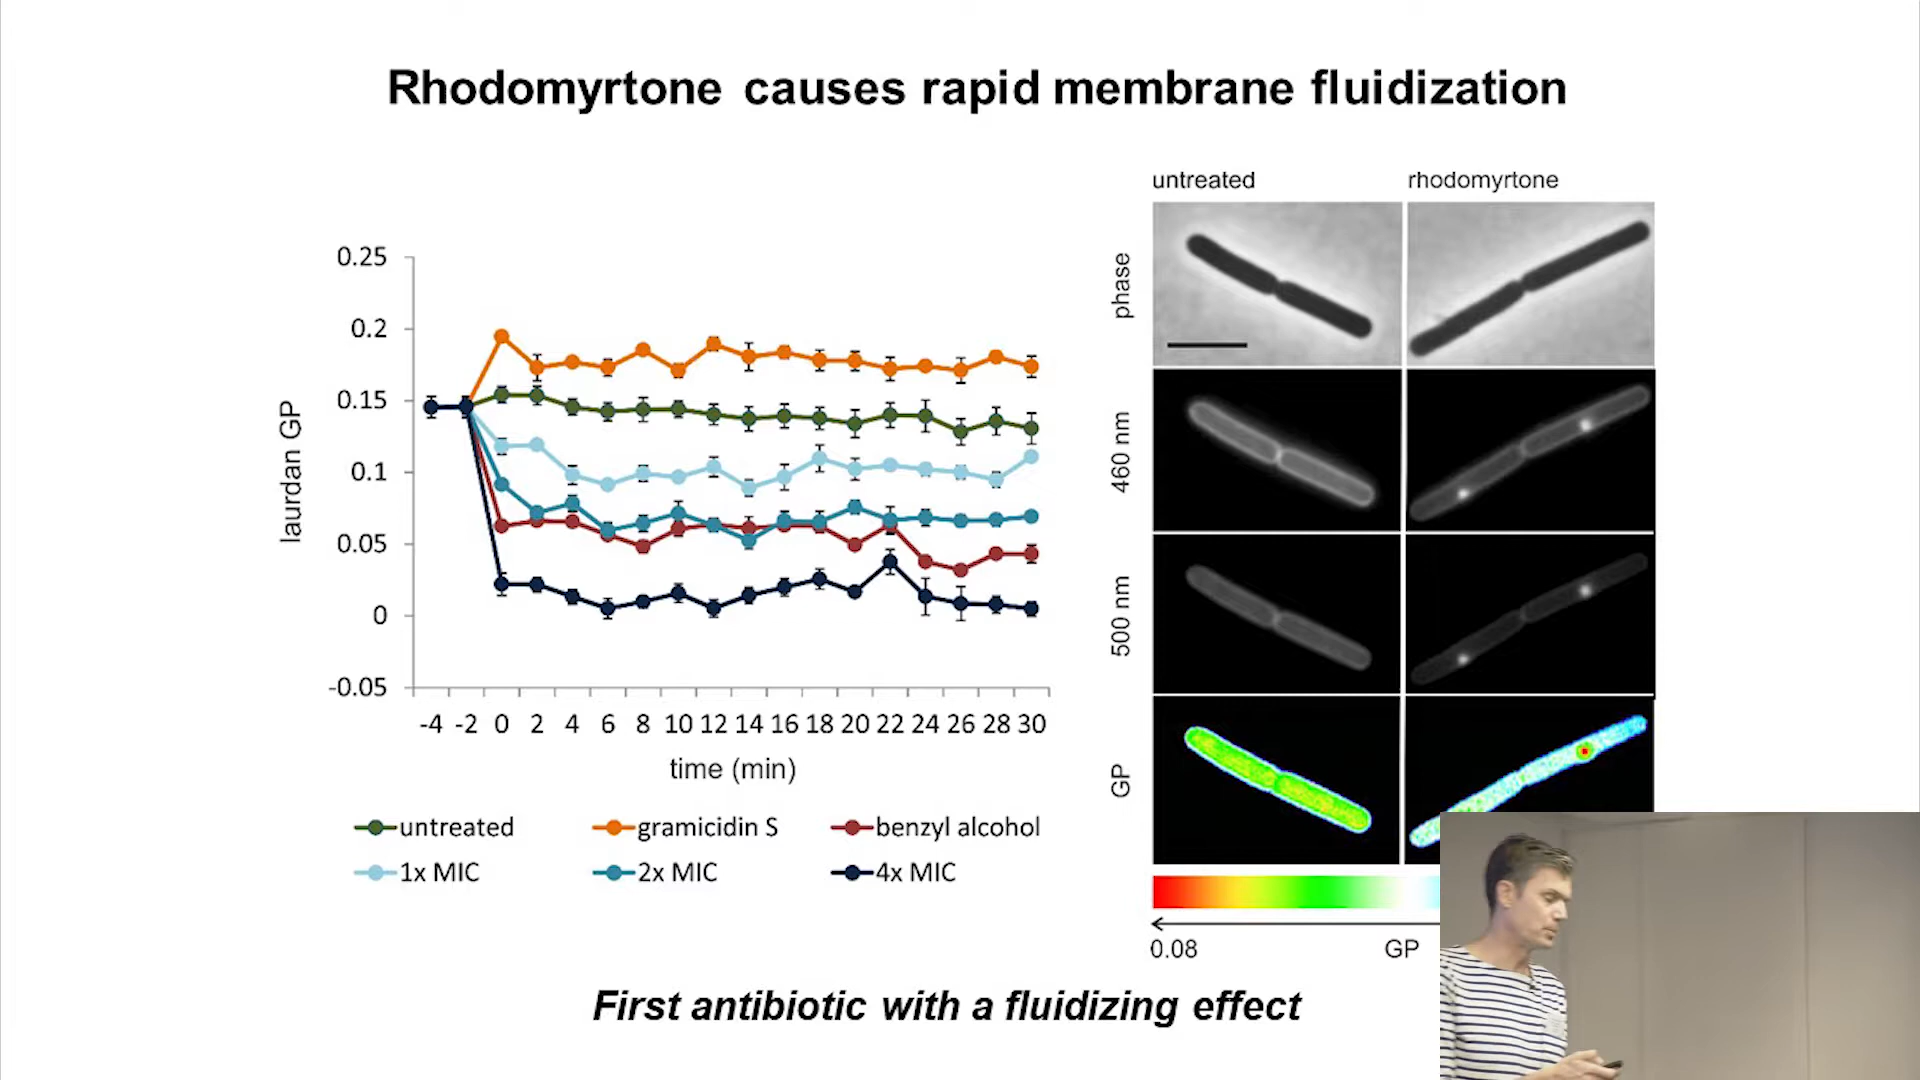 Rhodomyrtone causes rapid membrane fluidization
0.25
0.2
0.15
0.1
0.05
0
-0.05
laurdan GP
-4 -2 0 2 4 6 8 10 12 14 16 18 20 22 24 26 28 30
time (min)
untreated gramicidin S benzyl alcohol
1x MIC 2x MIC 4x MIC
untreated rhodomyrtone
phase
460 nm
500 nm
GP
0.08 GP
First antibiotic with a fluidizing effect